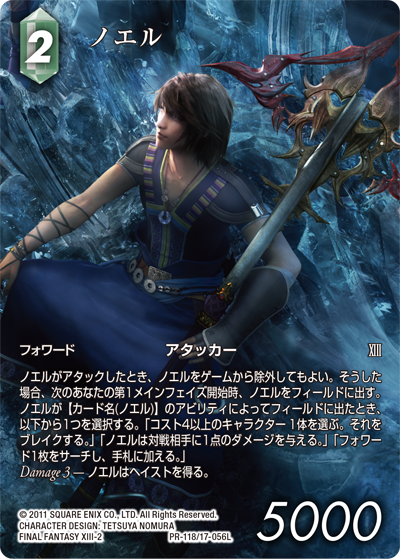 2
ノエル
フォワード アタッカー XIII
ノエルがアタックしたとき、ノエルをゲームから除外してもよい。そうした
場合、次のあなたの第1メインフェイズ開始時、ノエルをフィールドに出す。
ノエルが【カード名(ノエル)】のアビリティによってフィールドに出たとき、
以下から1つを選択する。「コスト4以上のキャラクター1体を選ぶ。それを
ブレイクする。」「ノエルは対戦相手に1点のダメージを与える。」「フォワー
ド1枚をサーチし、手札に加える。」
Damage 3 — ノエルはヘイストを得る。
© 2011 SQUARE ENIX CO., LTD. All Rights Reserved.
CHARACTER DESIGN: TETSUYA NOMURA
FINAL FANTASY XIII-2 PR-118/17-056L
5000